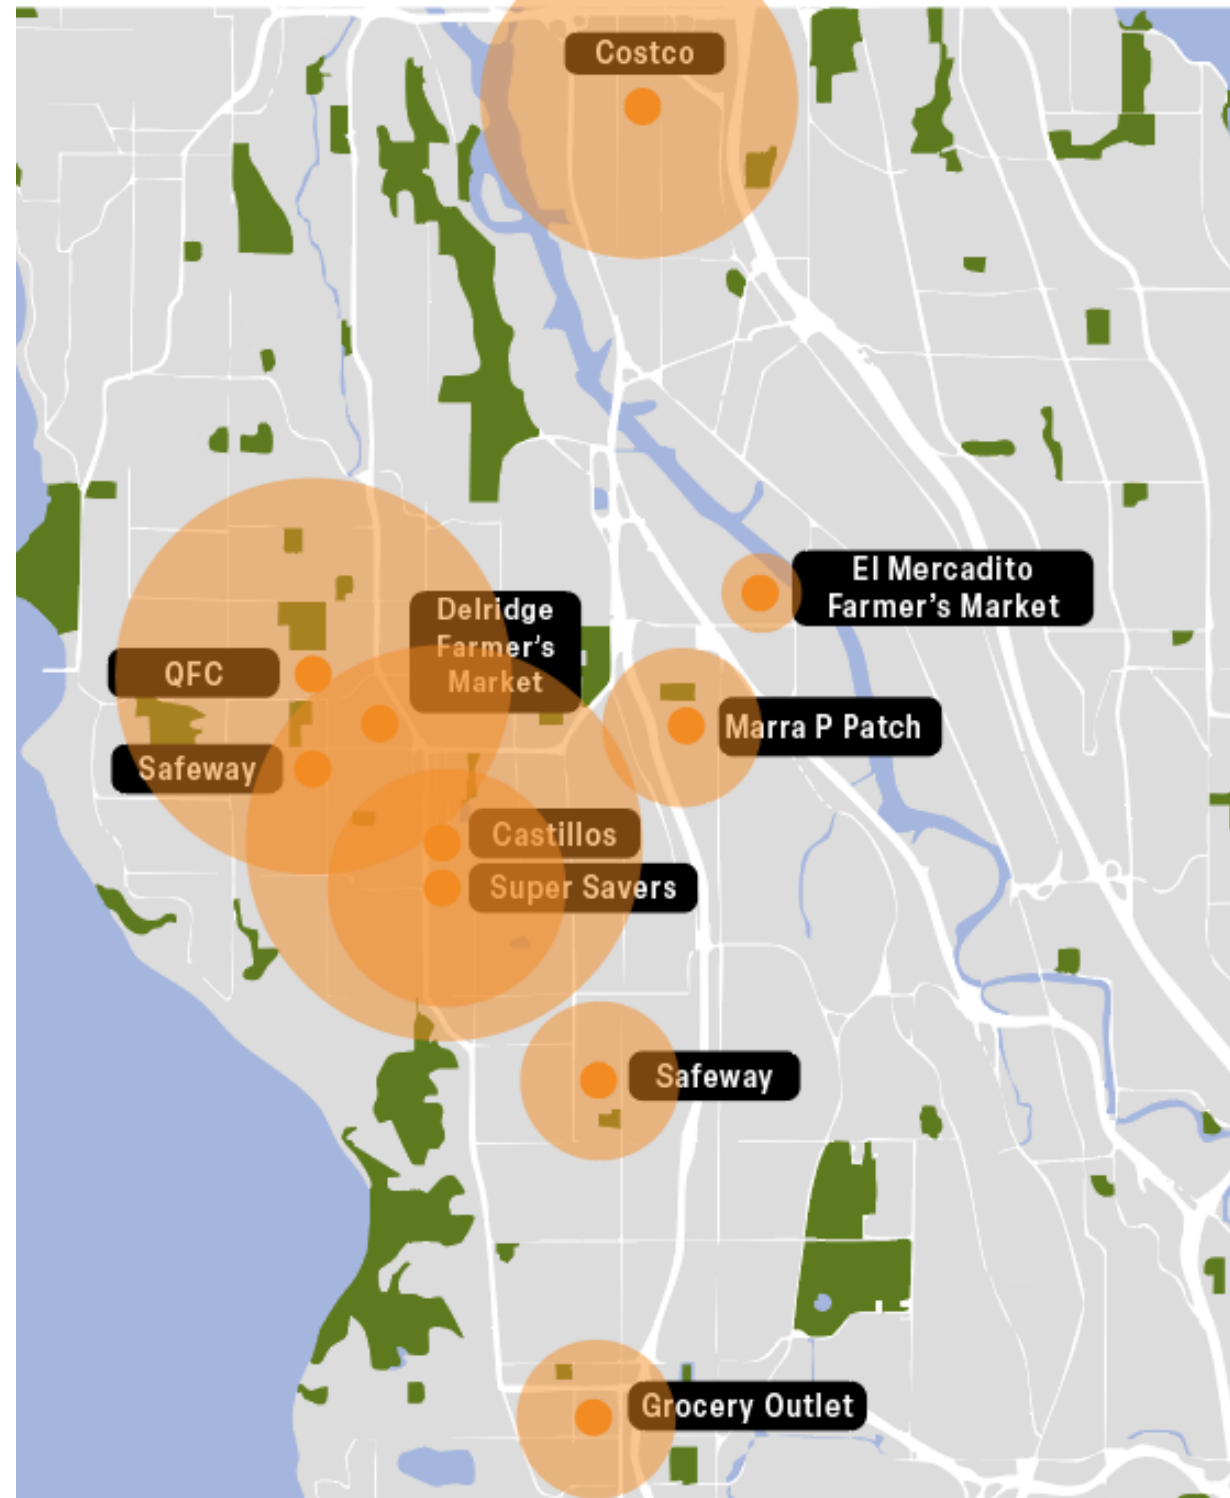 Costco
El Mercadito
Farmer's Market
Delridge
Farmer's
Market
QFC
Marra P Patch
Safeway
Castillos
Super Savers
Safeway
Grocery Outlet